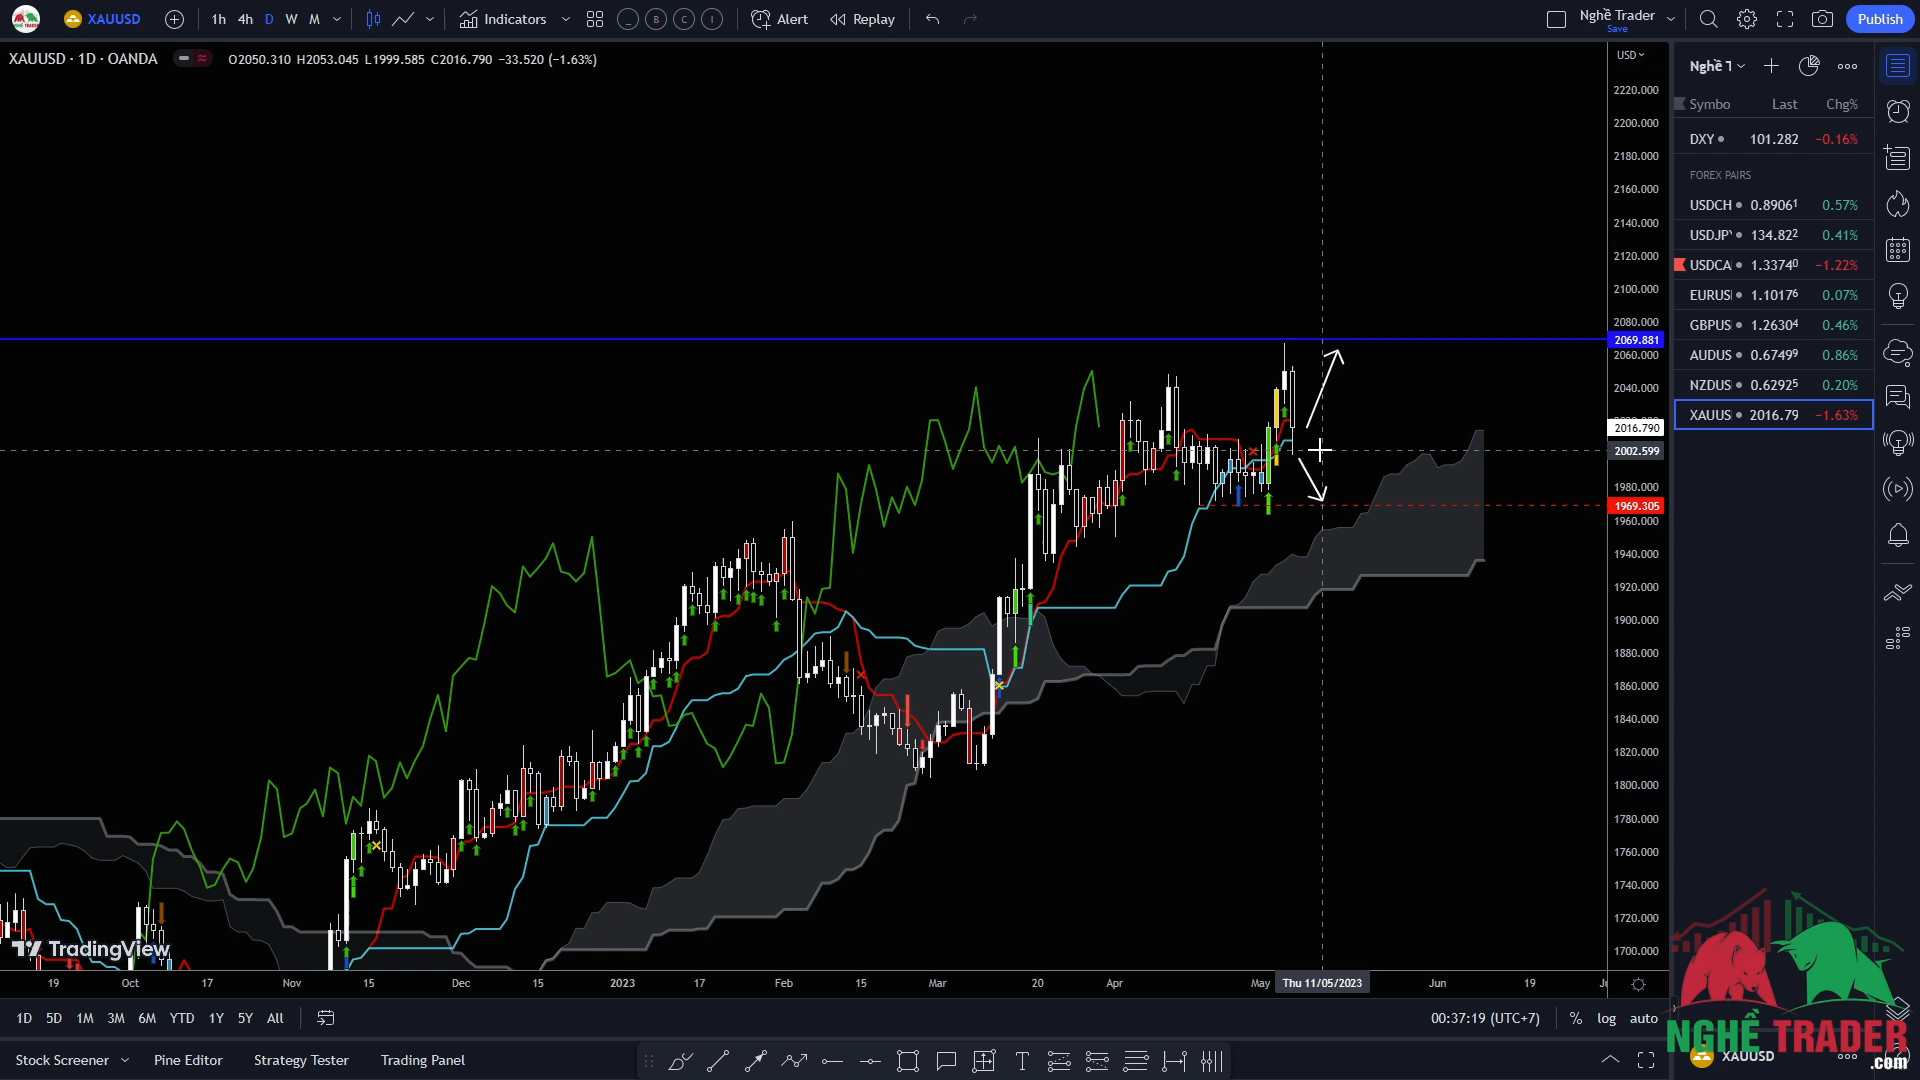 XAUUSD 1h 4h D W M Indicators Alert Replay Nghề Trader Save Publish
XAUUSD · 1D · OANDA O2050.310 H2053.045 L1999.585 C2016.790 −33.520 (−1.63%)
USD
2220.000
2200.000
2180.000
2160.000
2140.000
2120.000
2100.000
2080.000
2069.881
2060.000
2040.000
2016.790
2002.599
1980.000
1969.305
1960.000
1940.000
1920.000
1900.000
1880.000
1860.000
1840.000
1820.000
1800.000
1780.000
1760.000
1740.000
1720.000
1700.000
Nghề T
Symbo Last Chg%
DXY 101.282 −0.16%
FOREX PAIRS
USDCH 0.89061 0.57%
USDJP 134.822 0.41%
USDCA 1.33740 −1.22%
EURUS 1.10176 0.07%
GBPUS 1.26304 0.46%
AUDUS 0.67499 0.86%
NZDUS 0.62925 0.20%
XAUUS 2016.79 −1.63%
TradingView
19 Oct 17 Nov 15 Dec 15 2023 17 Feb 15 Mar 20 Apr May Thu 11/05/2023 Jun 19
1D 5D 1M 3M 6M YTD 1Y 5Y All 00:37:19 (UTC+7) % log auto
Stock Screener Pine Editor Strategy Tester Trading Panel
NGHỀ TRADER
.com
XAUUSD